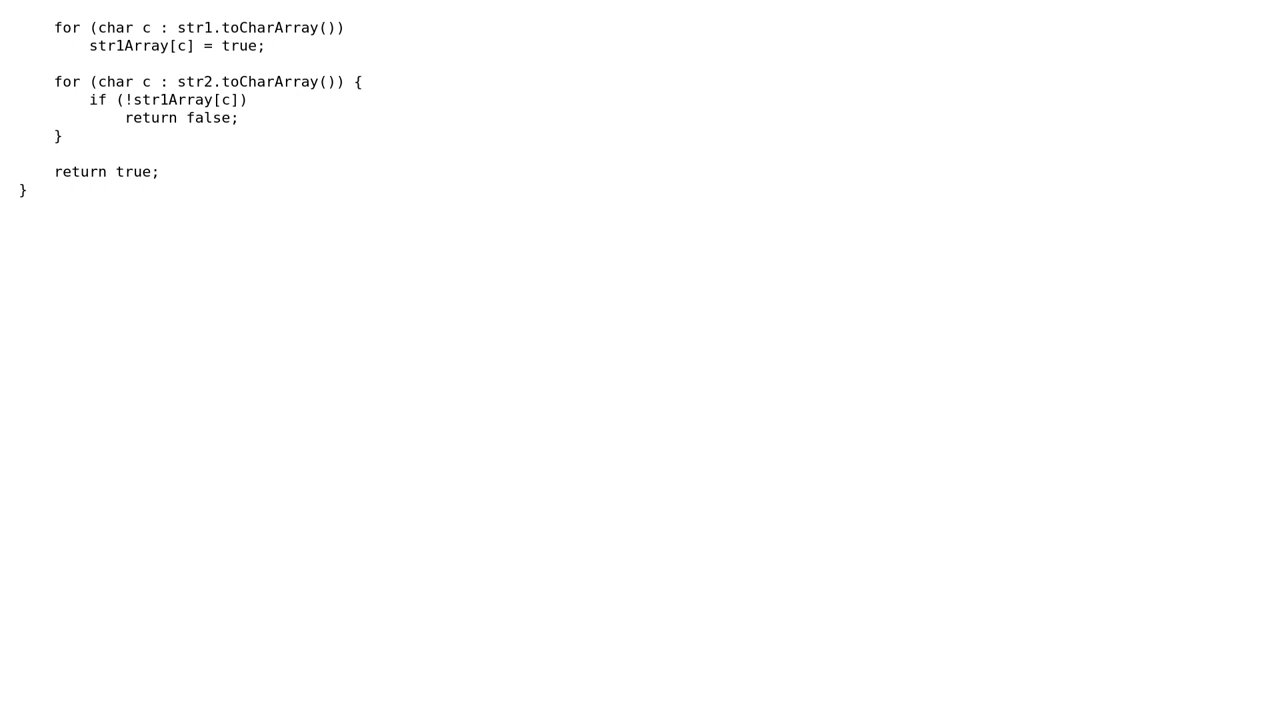 for (char c : str1.toCharArray())
        str1Array[c] = true;

    for (char c : str2.toCharArray()) {
        if (!str1Array[c])
            return false;
    }

    return true;
}